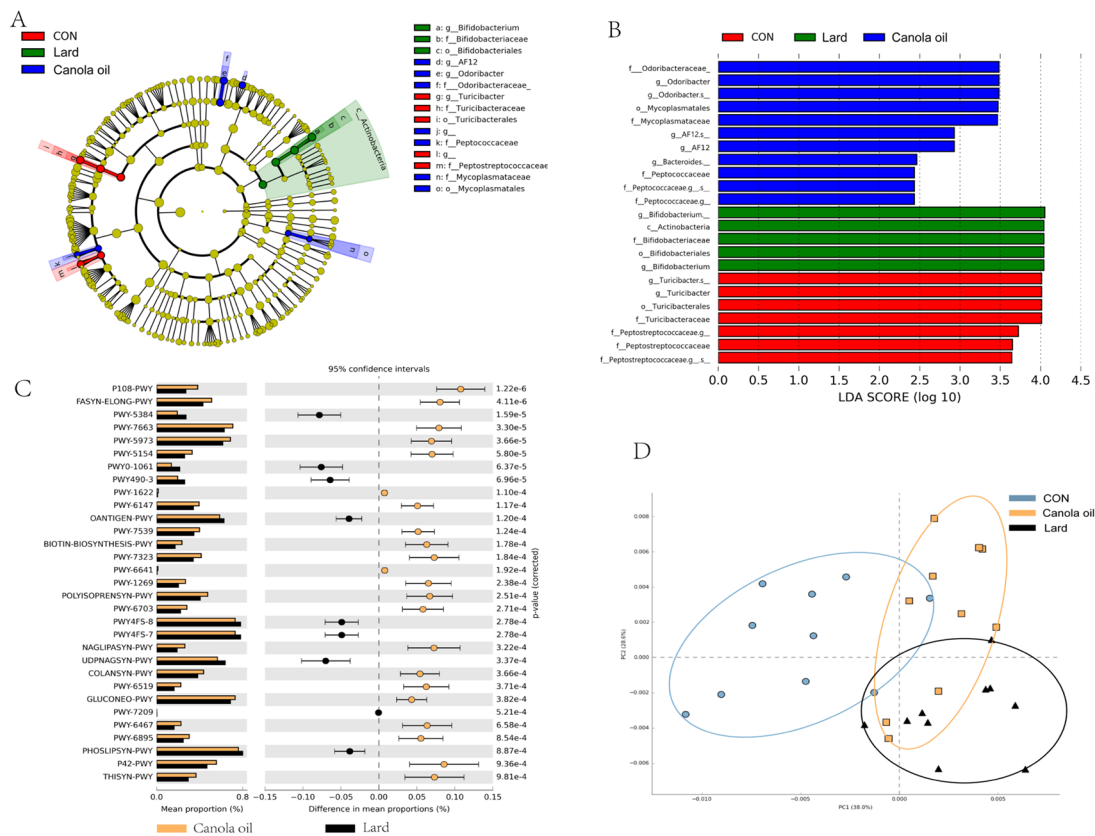 A
CON
Lard
Canola oil
f
e
d
a
b
c
c__Actinobacteria
i
h
g
o
n
k
j
m
l
a: g__Bifidobacterium
b: f__Bifidobacteriaceae
c: o__Bifidobacteriales
d: g__AF12
e: g__Odoribacter
f: f___Odoribacteraceae_
g: g__Turicibacter
h: f__Turicibacteraceae
i: o__Turicibacterales
j: g__
k: f__Peptococcaceae
l: g__
m: f__Peptostreptococcaceae
n: f__Mycoplasmataceae
o: o__Mycoplasmatales
B
CON Lard Canola oil
f___Odoribacteraceae_
g__Odoribacter
g__Odoribacter.s__
o__Mycoplasmatales
f__Mycoplasmataceae
g__AF12.s__
g__AF12
g__Bacteroides.__
f__Peptococcaceae
f__Peptococcaceae.g__.s__
f__Peptococcaceae.g__
g__Bifidobacterium.__
c__Actinobacteria
f__Bifidobacteriaceae
o__Bifidobacteriales
g__Bifidobacterium
g__Turicibacter.s__
g__Turicibacter
o__Turicibacterales
f__Turicibacteraceae
f__Peptostreptococcaceae.g__
f__Peptostreptococcaceae
f__Peptostreptococcaceae.g__.s__
0.0 0.5 1.0 1.5 2.0 2.5 3.0 3.5 4.0 4.5
LDA SCORE (log 10)
C
95% confidence intervals
P108-PWY 1.22e-6
FASYN-ELONG-PWY 4.11e-6
PWY-5384 1.59e-5
PWY-7663 3.30e-5
PWY-5973 3.66e-5
PWY-5154 5.80e-5
PWY0-1061 6.37e-5
PWY490-3 6.96e-5
PWY-1622 1.10e-4
PWY-6147 1.17e-4
OANTIGEN-PWY 1.20e-4
PWY-7539 1.24e-4
BIOTIN-BIOSYNTHESIS-PWY 1.78e-4
PWY-7323 1.84e-4
PWY-6641 1.92e-4
PWY-1269 2.38e-4
POLYISOPRENSYN-PWY 2.51e-4
PWY-6703 2.71e-4
PWY4FS-8 2.78e-4
PWY4FS-7 2.78e-4
NAGLIPASYN-PWY 3.22e-4
UDPNAGSYN-PWY 3.37e-4
COLANSYN-PWY 3.66e-4
PWY-6519 3.71e-4
GLUCONEO-PWY 3.82e-4
PWY-7209 5.21e-4
PWY-6467 6.58e-4
PWY-6895 8.54e-4
PHOSLIPSYN-PWY 8.87e-4
P42-PWY 9.36e-4
THISYN-PWY 9.81e-4
p-value (corrected)
0.0 0.8 −0.15 −0.10 −0.05 0.00 0.05 0.10 0.15
Mean proportion (%) Difference in mean proportions (%)
Canola oil Lard
D
CON
Canola oil
Lard
0.008
0.006
0.004
0.002
0.000
−0.002
−0.004
−0.006
PC2 (28.6%)
−0.010 −0.005 0.000 0.005
PC1 (38.0%)